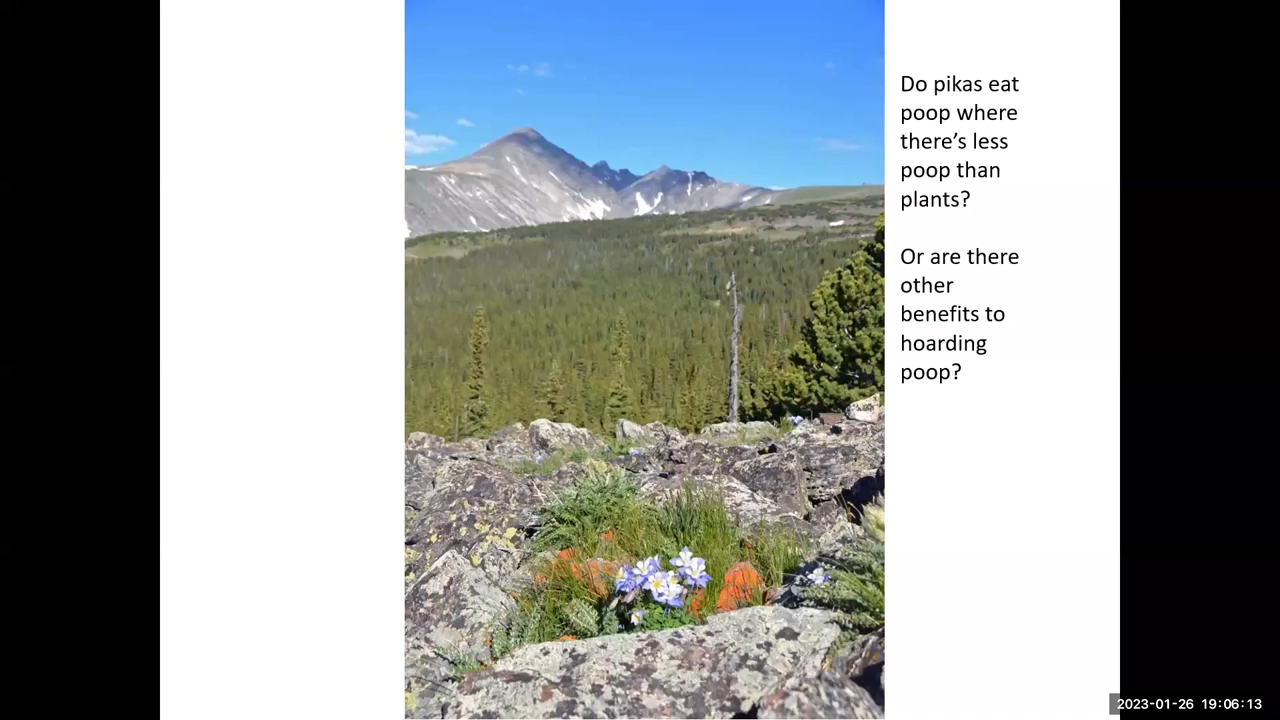 Do pikas eat
poop where
there’s less
poop than
plants?
Or are there
other
benefits to
hoarding
poop?
2023-01-26 19:06:13